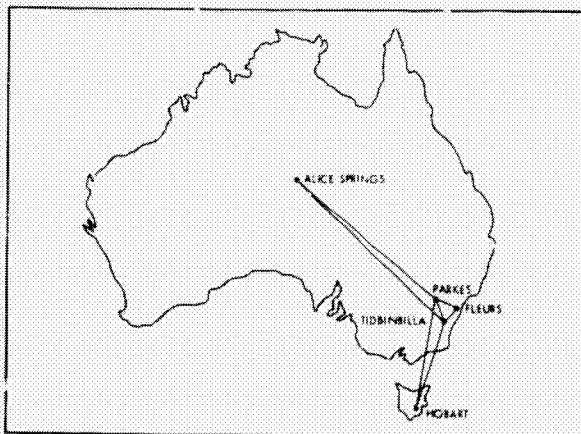 ALICE SPRINGS
PARKES
FLEURS
TIDBINBILLA
HOBART